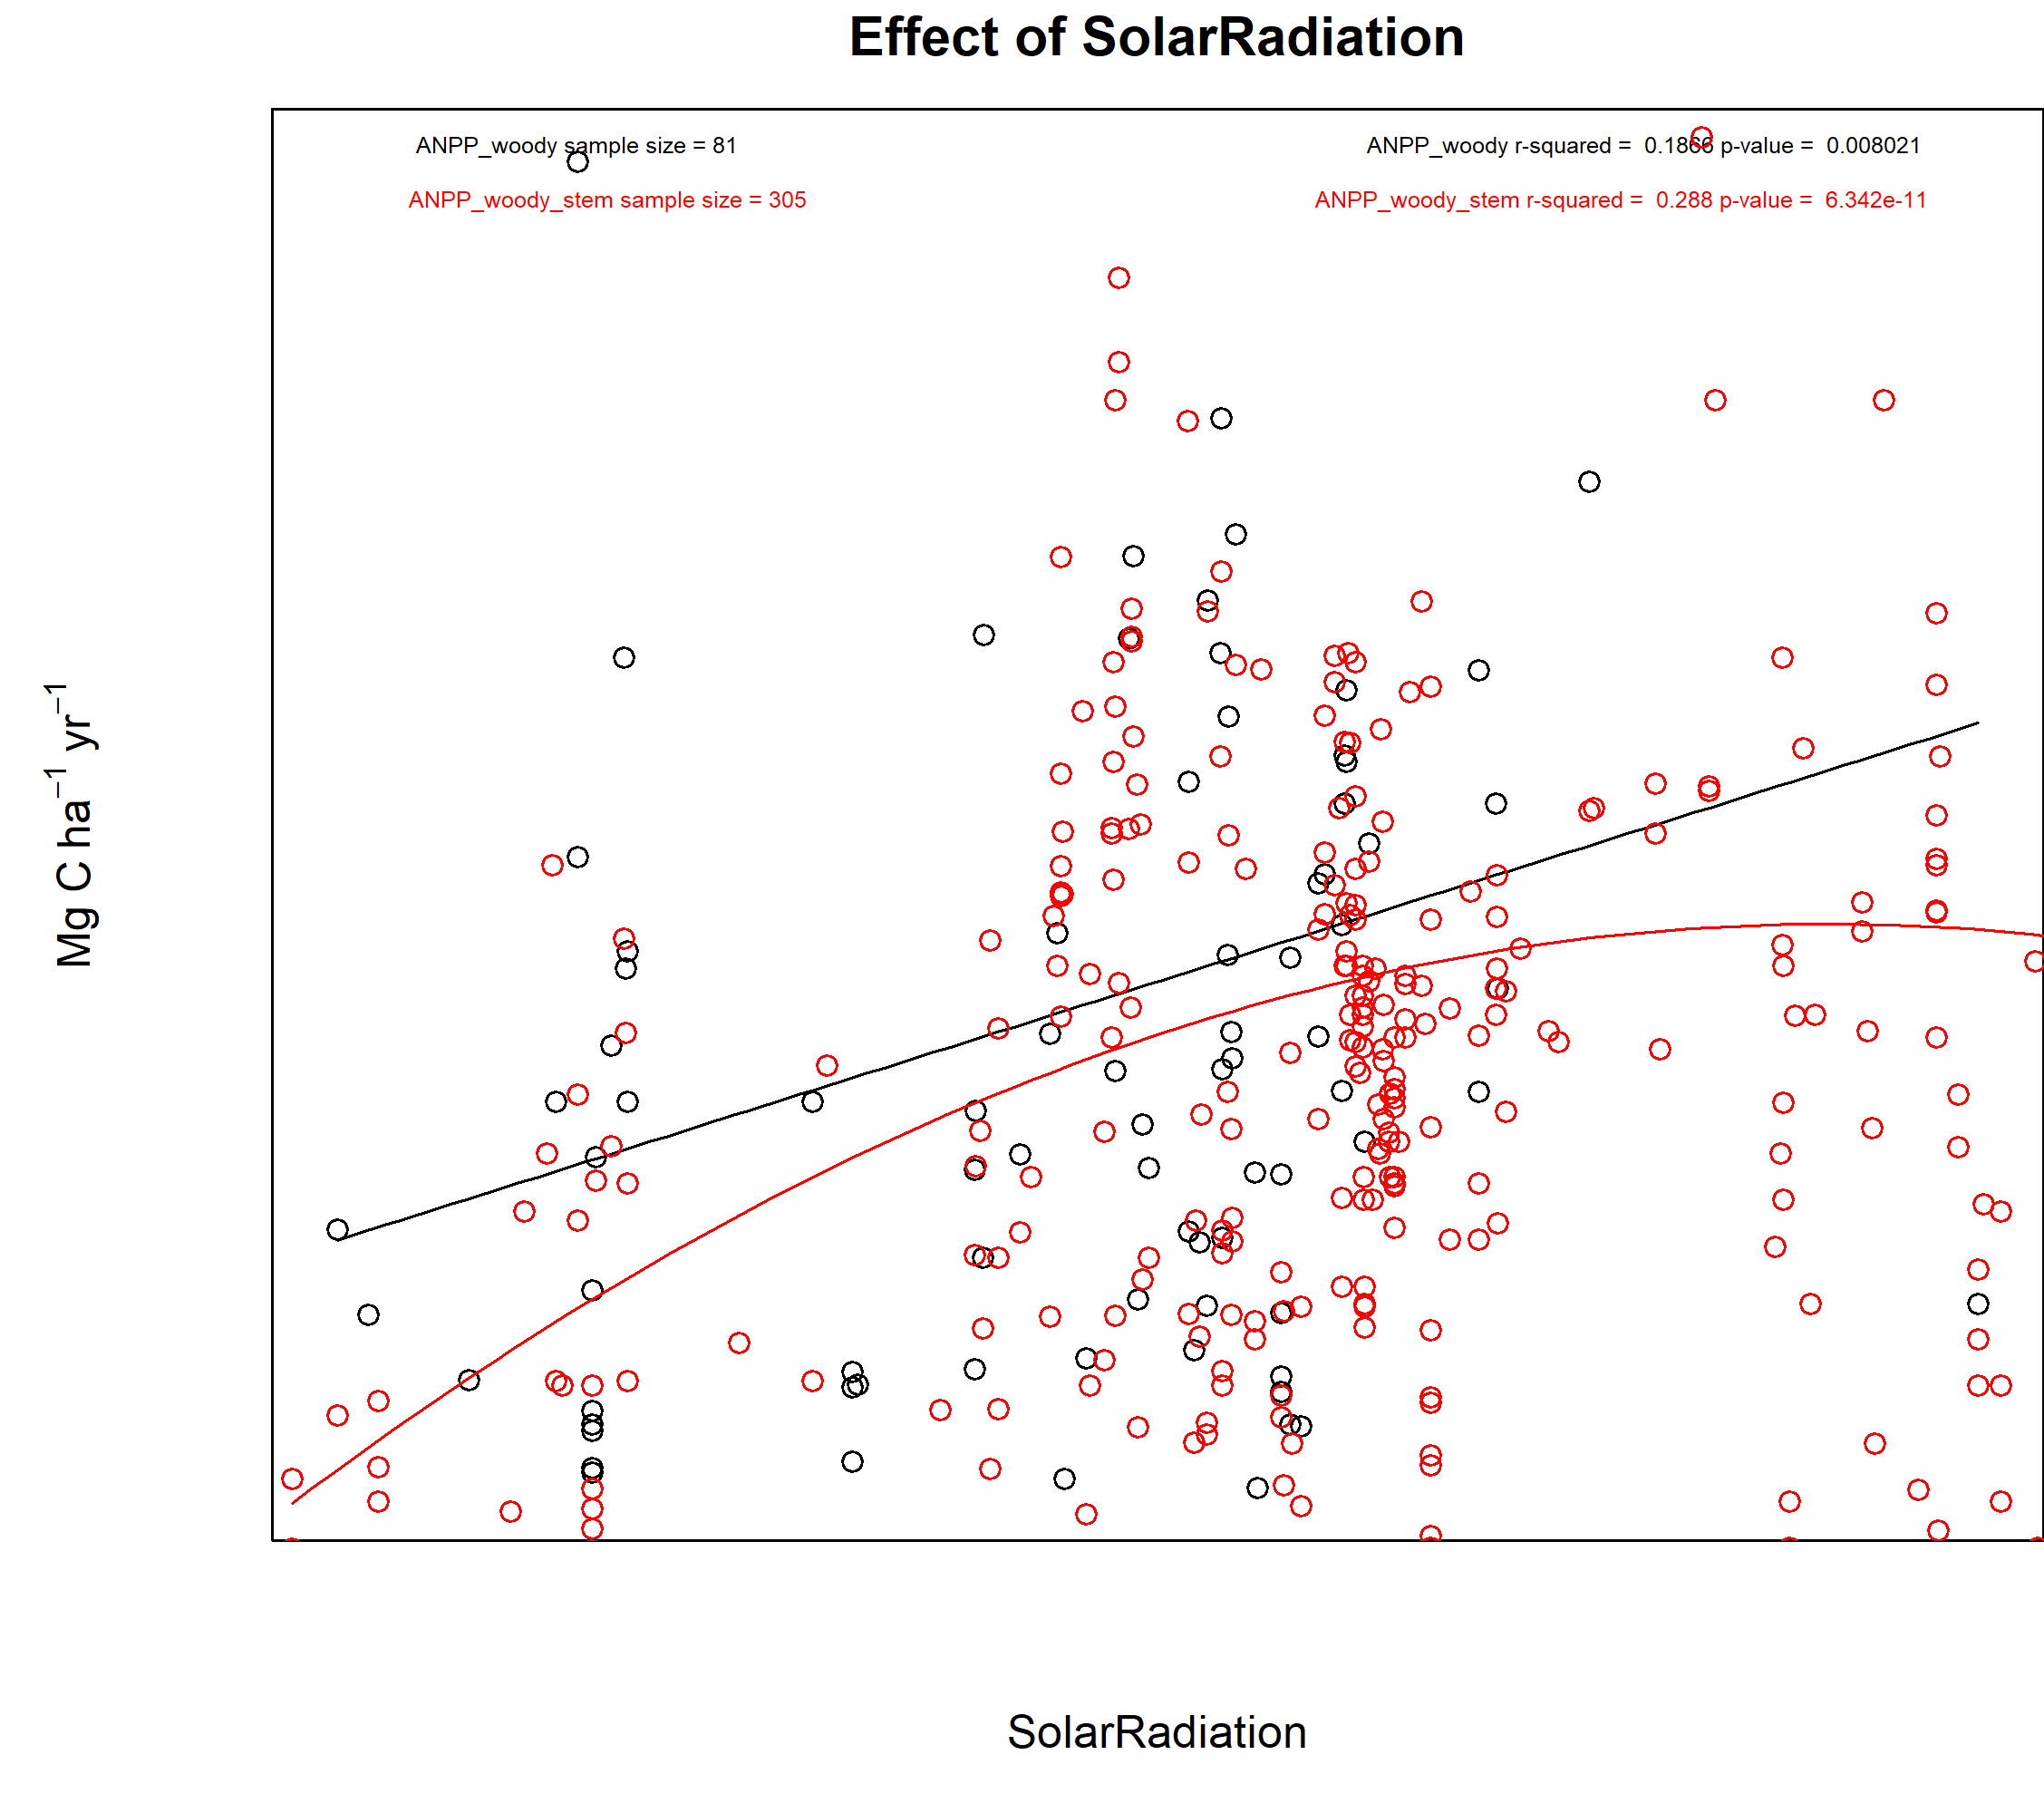 Effect of SolarRadiation
ANPP_woody sample size = 81
ANPP_woody r-squared = 0.1866 p-value = 0.008021
ANPP_woody_stem sample size = 305
ANPP_woody_stem r-squared = 0.288 p-value = 6.342e-11
Mg C ha⁻¹ yr⁻¹
SolarRadiation